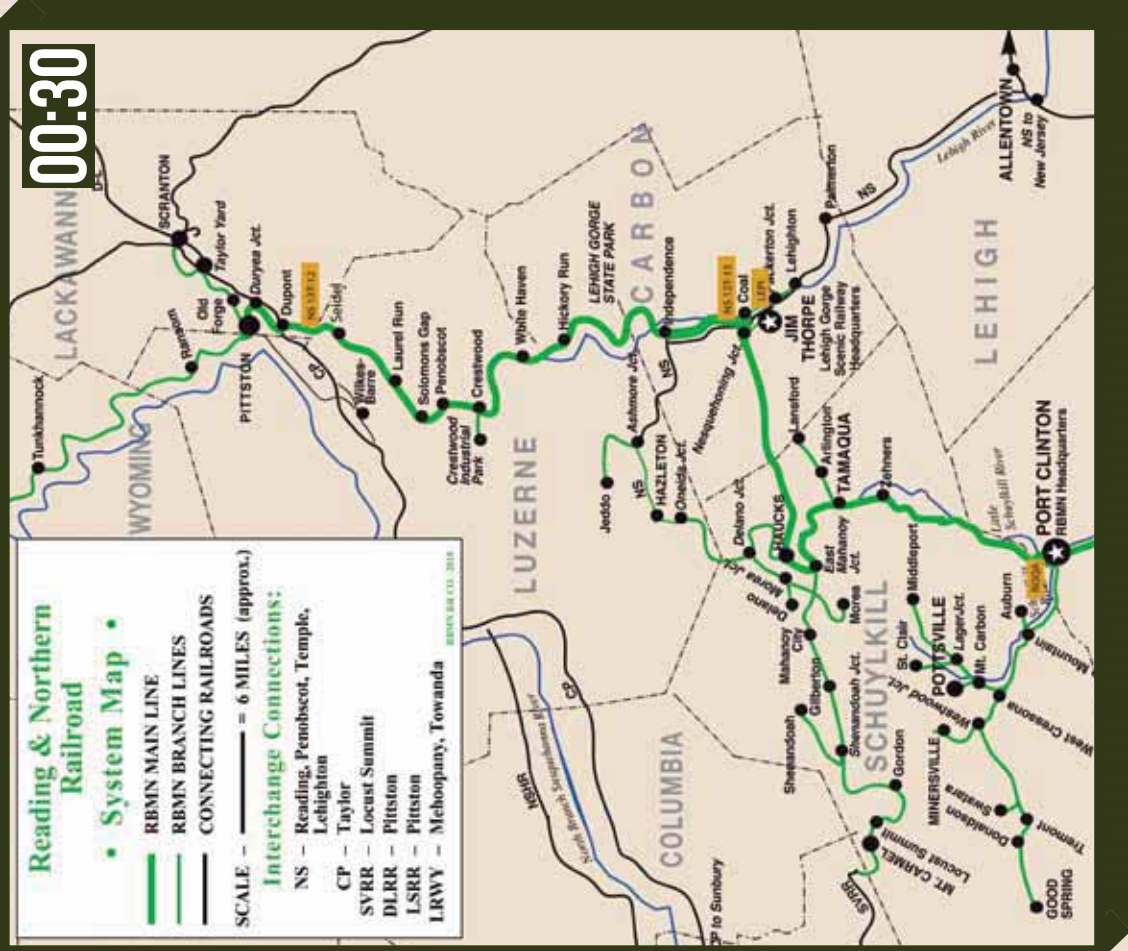 00:30
Reading & Northern
Railroad
• System Map •
RBMN MAIN LINE
RBMN BRANCH LINES
CONNECTING RAILROADS
SCALE – = 6 MILES (approx.)
Interchange Connections:
NS – Reading, Penobscot, Temple,
Lehighton
CP – Taylor
SVRR – Locust Summit
DLRR – Pittston
LSRR – Pittston
LRWY – Mehoopany, Towanda
LACKAWANN
WYOMING
LUZERNE
CARBON
LEHIGH
SCHUYLKILL
COLUMBIA
Tunkhannock
Ransom
SCRANTON
Taylor Yard
Old
Forge
Duryea Jct.
PITTSTON
Dupont
Seidel
CP
Wilkes-
Barre
Laurel Run
Solomons Gap
Penobscot
Crestwood
Crestwood
Industrial
Park
White Haven
Hickory Run
LEHIGH GORGE
STATE PARK
Independence
NS
Ashmore Jct.
Jeddo
NS
HAZLETON
Oneida Jct.
Nesquehoning Jct.
Coal
JIM
THORPE
Lehigh Gorge
Scenic Railway
Headquarters
Lehighton
Palmerton
NS
Lehigh River
ALLENTOWN
NS to
New Jersey
Lansford
Arlington
TAMAQUA
Zehners
Delano Jct.
HAUCKS
East
Mahanoy
Jct.
Morea Jct.
Delano
Morea
Mahanoy
City
Gilberton
Shenandoah
Shenandoah Jct.
Gordon
Locust Summit
MT. CARMEL
SVRR
Little
Schuylkill River
PORT CLINTON
RBMN Headquarters
Middleport
Auburn
St. Clair
POTTSVILLE
Mt. Carbon
Mountain
West Cressona
Westwood Jct.
MINERSVILLE
Swatara
Donaldson
Tremont
GOOD
SPRING
NSHR
North Branch Susquehanna River
CP
P to Sunbury